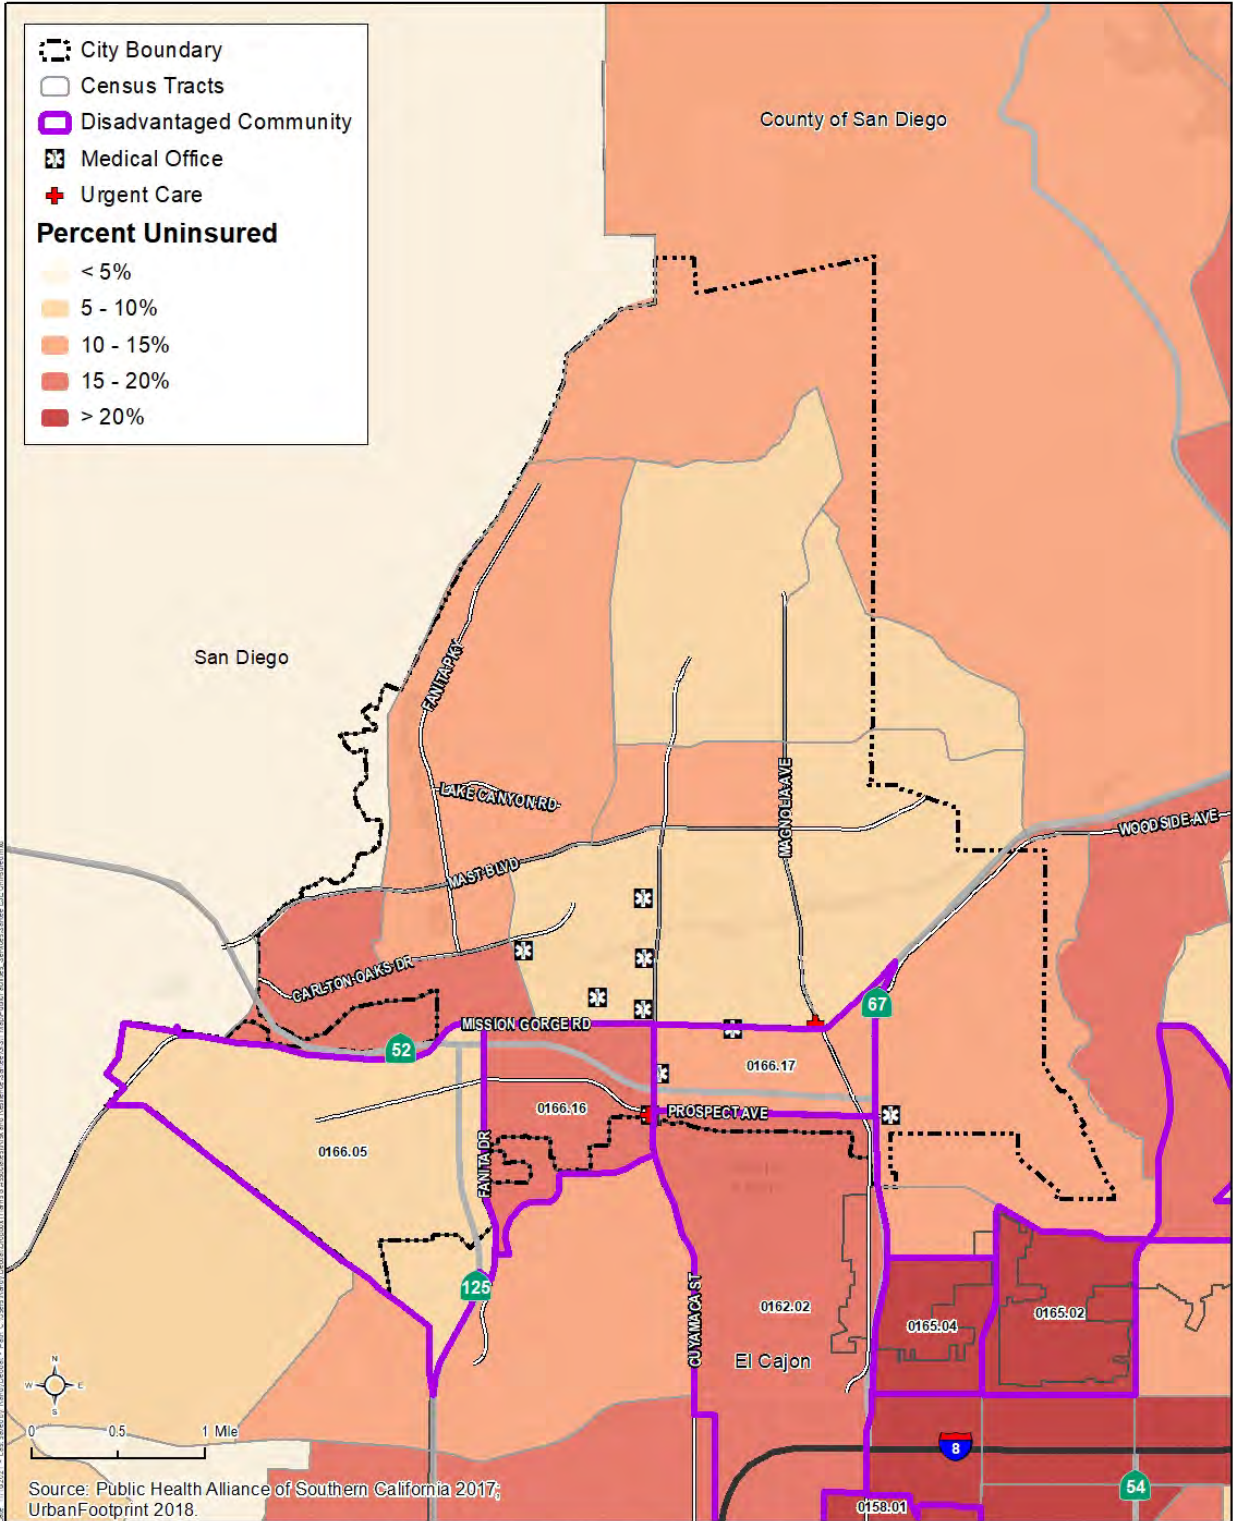 City Boundary
Census Tracts
Disadvantaged Community
Medical Office
Urgent Care
Percent Uninsured
< 5%
5 - 10%
10 - 15%
15 - 20%
> 20%
County of San Diego
San Diego
FANITA PKY
LAKE CANYON RD
MAGNOLIA AVE
WOODSIDE AVE
MAST BLVD
CARLTON OAKS DR
67
MISSION GORGE RD
52
0166.17
0166.16
PROSPECT AVE
0166.05
FANITA DR
125
CUYAMACA ST
0162.02
0165.04
0165.02
El Cajon
N
W
E
S
0
0.5
1 Mile
8
54
Source: Public Health Alliance of Southern California 2017;
UrbanFootprint 2018.
0158.01